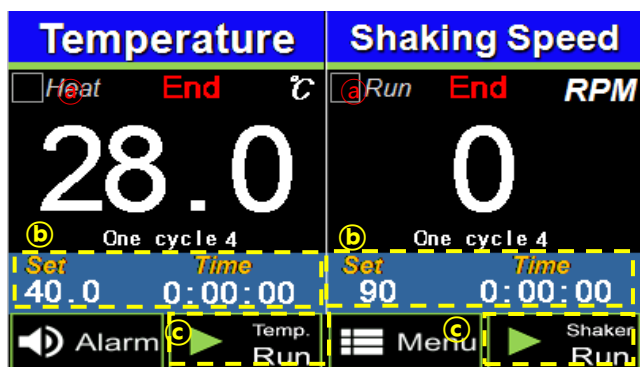 Temperature
ⓐ Heat End ℃
28.0
One cycle 4
ⓑ
Set Time
40.0 0:00:00
Alarm
ⓒ Temp.
Run
Shaking Speed
ⓐ Run End RPM
0
One cycle 4
ⓑ
Set Time
90 0:00:00
Menu
ⓒ Shaker
Run